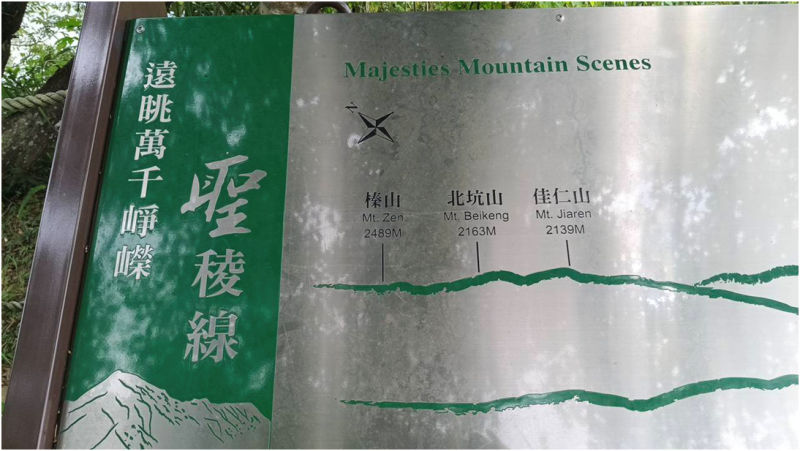 遠眺萬千崢嶸
聖稜線
Majesties Mountain Scenes
N
榛山
Mt. Zen
2489M
北坑山
Mt. Beikeng
2163M
佳仁山
Mt. Jiaren
2139M